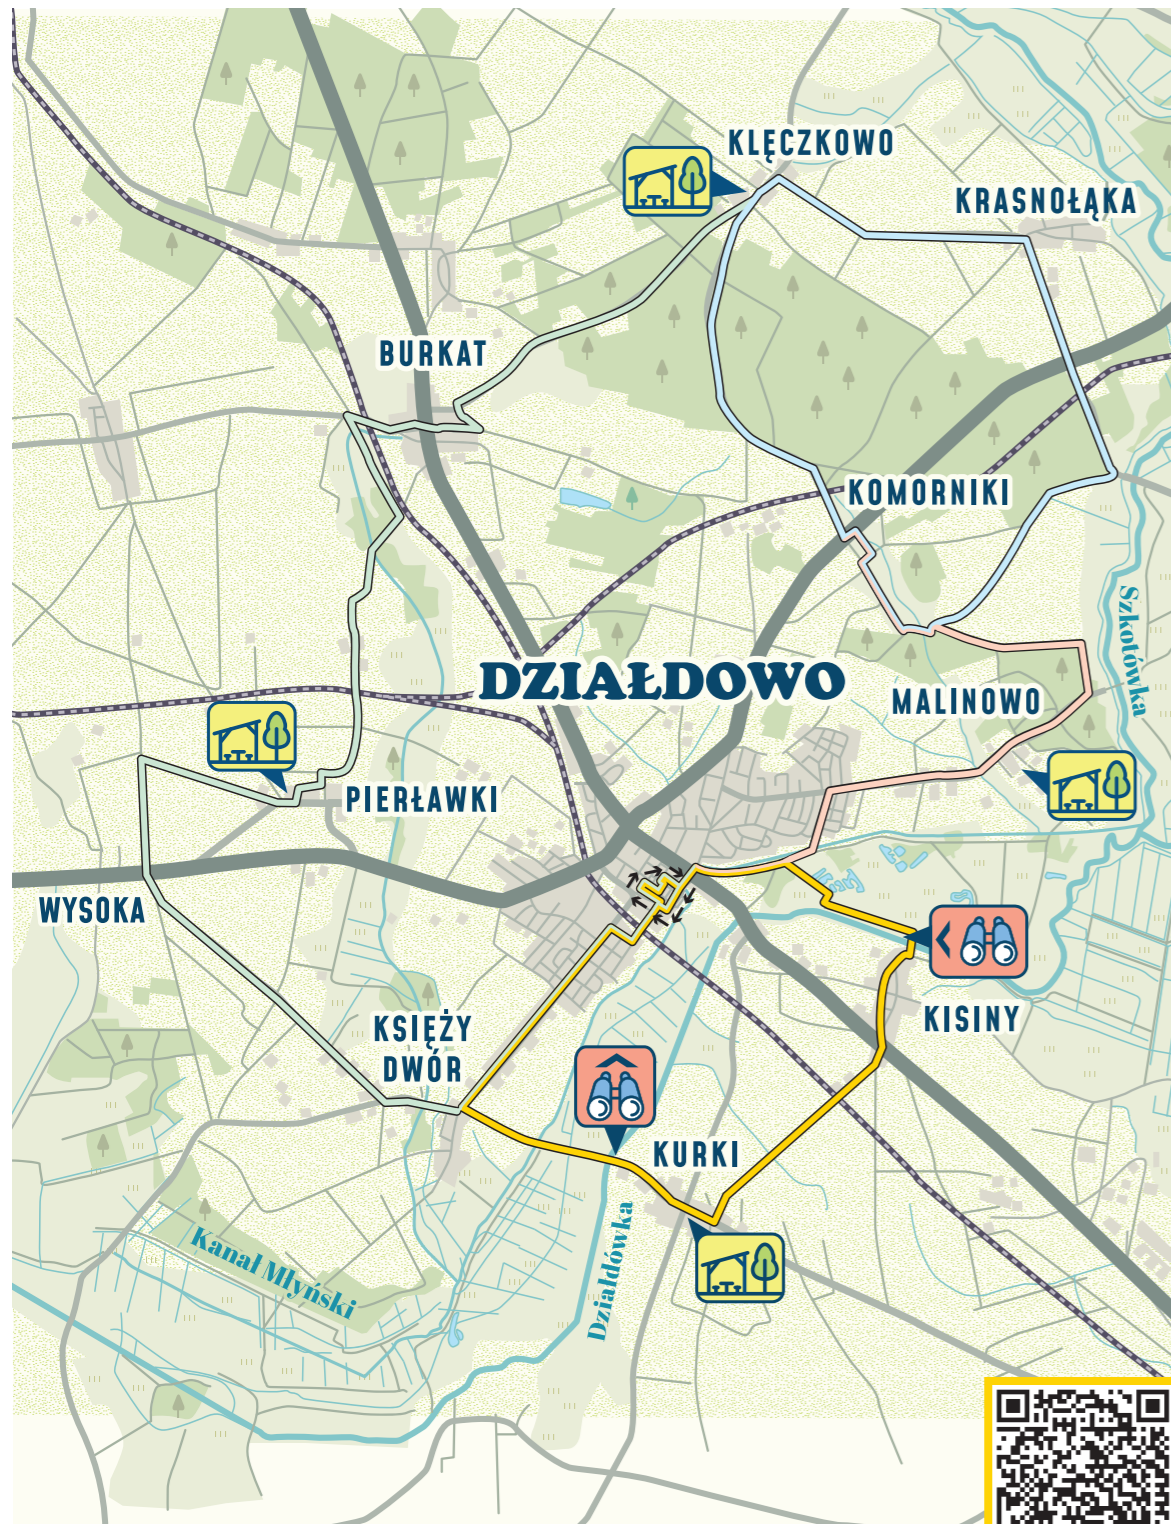 KLĘCZKOWO
KRASNOŁĄKA
BURKAT
KOMORNIKI
Szkotówka
DZIAŁDOWO
MALINOWO
PIERŁAWKI
WYSOKA
KISINY
KSIĘŻY
DWÓR
KURKI
Działdówka
Kanał Młyński